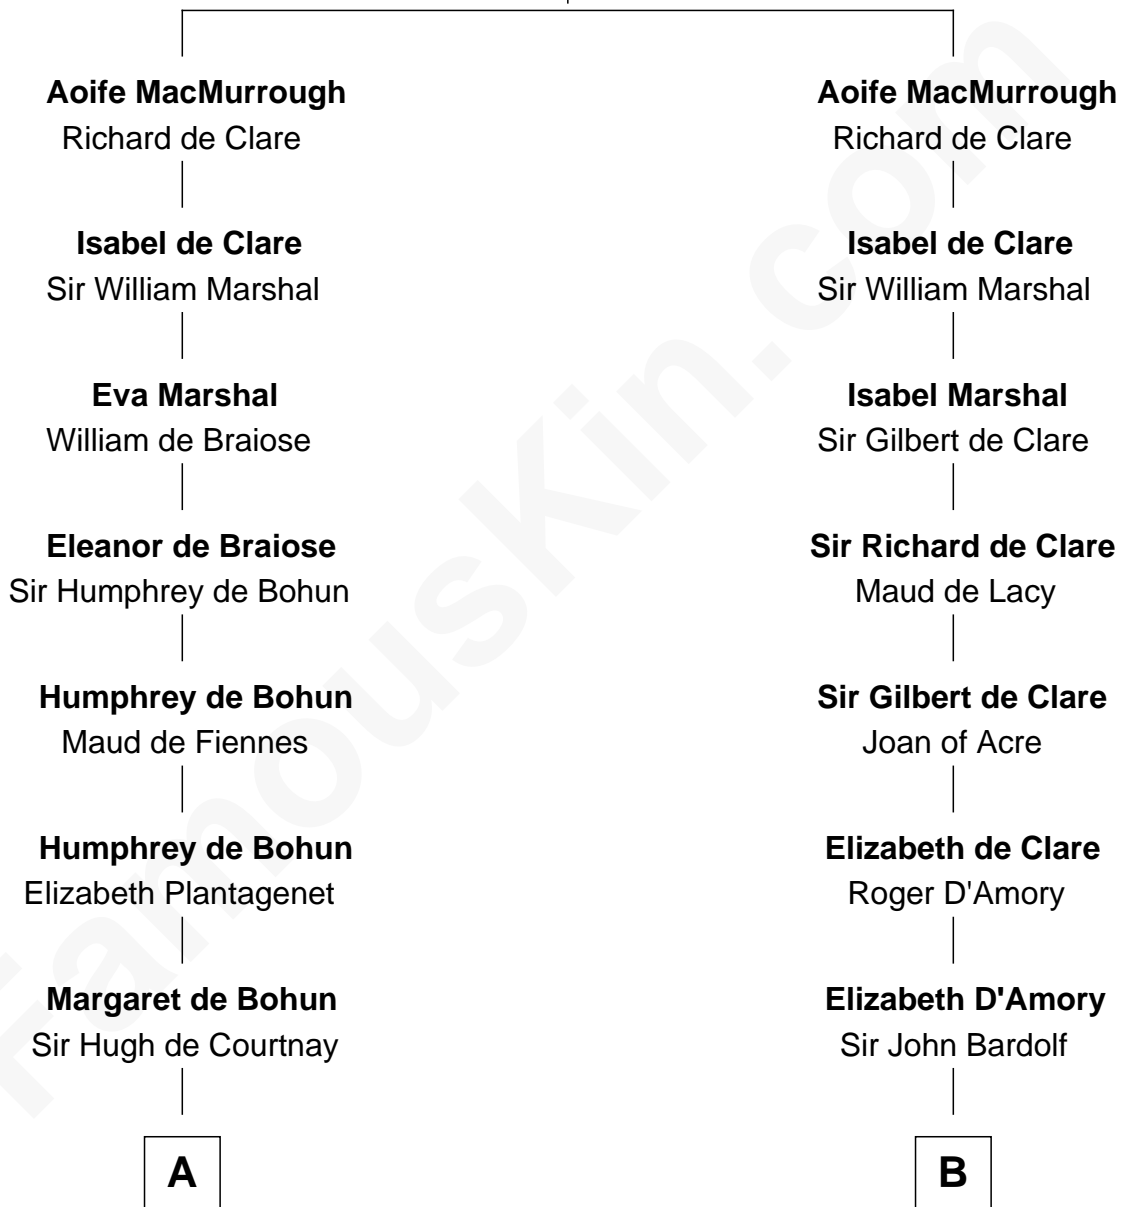 Aoife MacMurrough
Richard de Clare
Isabel de Clare
Sir William Marshal
Eva Marshal
William de Braiose
Eleanor de Braiose
Sir Humphrey de Bohun
Humphrey de Bohun
Maud de Fiennes
Humphrey de Bohun
Elizabeth Plantagenet
Margaret de Bohun
Sir Hugh de Courtnay
A
Aoife MacMurrough
Richard de Clare
Isabel de Clare
Sir William Marshal
Isabel Marshal
Sir Gilbert de Clare
Sir Richard de Clare
Maud de Lacy
Sir Gilbert de Clare
Joan of Acre
Elizabeth de Clare
Roger D'Amory
Elizabeth D'Amory
Sir John Bardolf
B
FamousKin.com